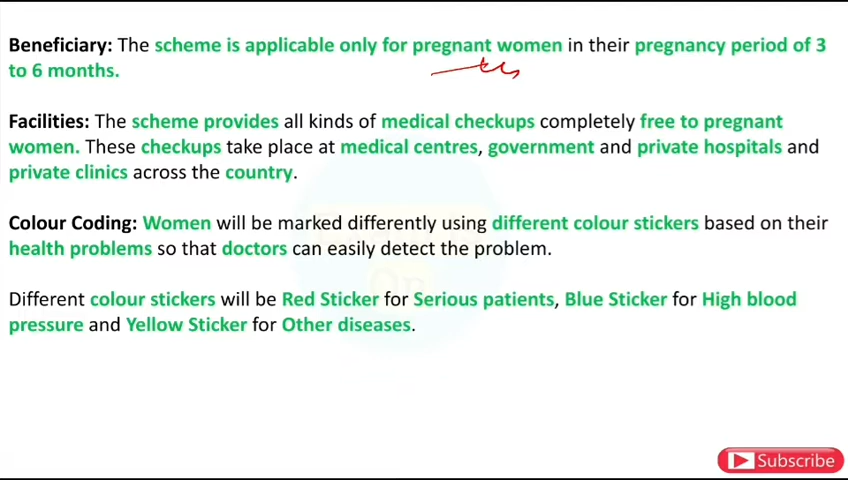 Beneficiary: The scheme is applicable only for pregnant women in their pregnancy period of 3
to 6 months.
Facilities: The scheme provides all kinds of medical checkups completely free to pregnant
women. These checkups take place at medical centres, government and private hospitals and
private clinics across the country.
Colour Coding: Women will be marked differently using different colour stickers based on their
health problems so that doctors can easily detect the problem.
Different colour stickers will be Red Sticker for Serious patients, Blue Sticker for High blood
pressure and Yellow Sticker for Other diseases.
Subscribe